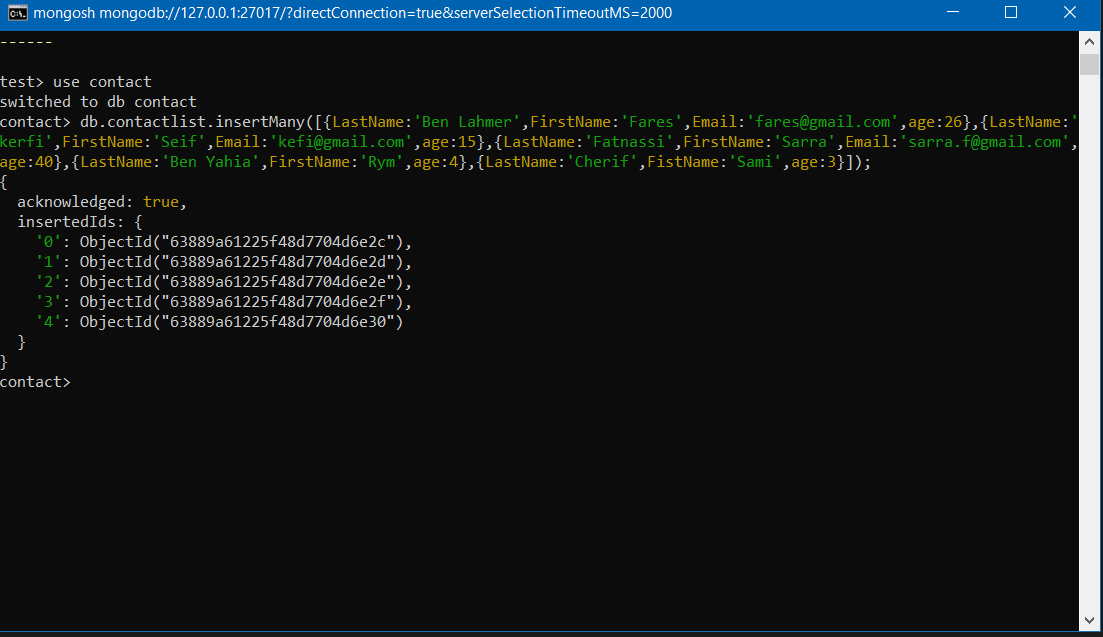 mongosh mongodb://127.0.0.1:27017/?directConnection=true&serverSelectionTimeoutMS=2000
------
test> use contact
switched to db contact
contact> db.contactlist.insertMany([{LastName:'Ben Lahmer',FirstName:'Fares',Email:'fares@gmail.com',age:26},{LastName:'
kerfi',FirstName:'Seif',Email:'kefi@gmail.com',age:15},{LastName:'Fatnassi',FirstName:'Sarra',Email:'sarra.f@gmail.com',
age:40},{LastName:'Ben Yahia',FirstName:'Rym',age:4},{LastName:'Cherif',FistName:'Sami',age:3}]);
{
  acknowledged: true,
  insertedIds: {
    '0': ObjectId("63889a61225f48d7704d6e2c"),
    '1': ObjectId("63889a61225f48d7704d6e2d"),
    '2': ObjectId("63889a61225f48d7704d6e2e"),
    '3': ObjectId("63889a61225f48d7704d6e2f"),
    '4': ObjectId("63889a61225f48d7704d6e30")
  }
}
contact>